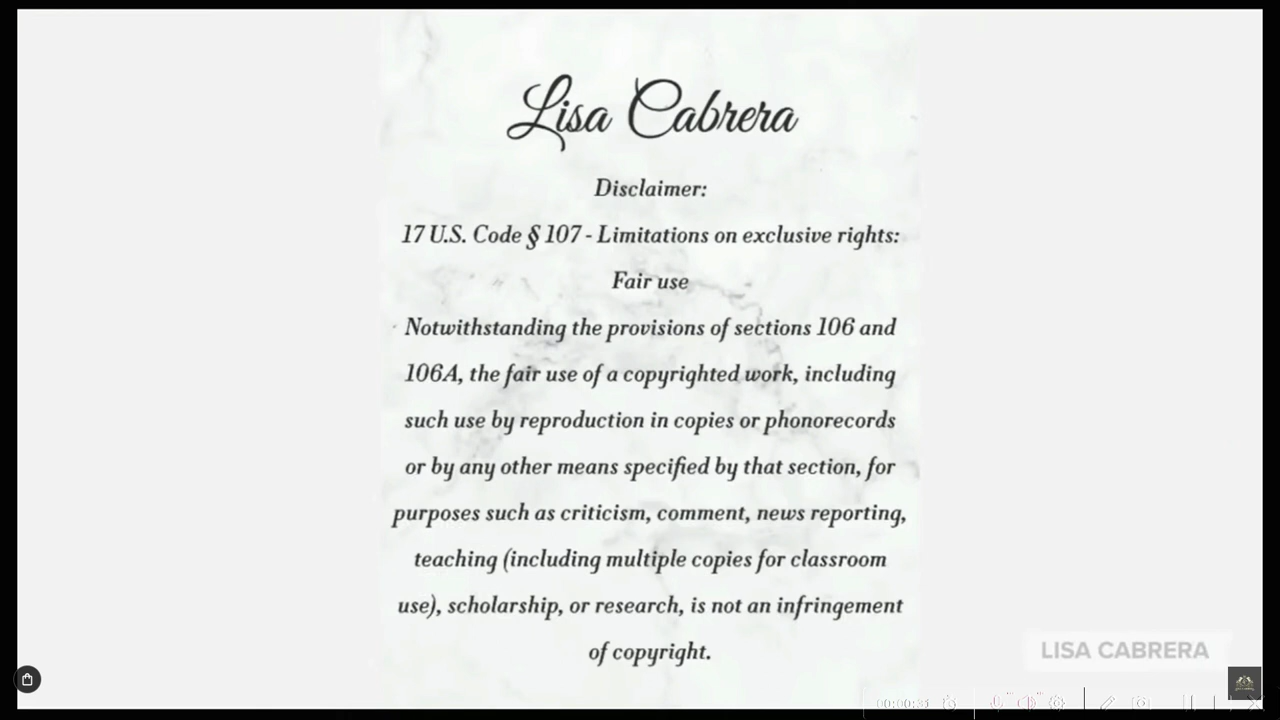 Lisa Cabrera
Disclaimer:
17 U.S. Code § 107 - Limitations on exclusive rights:
Fair use
Notwithstanding the provisions of sections 106 and
106A, the fair use of a copyrighted work, including
such use by reproduction in copies or phonorecords
or by any other means specified by that section, for
purposes such as criticism, comment, news reporting,
teaching (including multiple copies for classroom
use), scholarship, or research, is not an infringement
of copyright.
LISA CABRERA